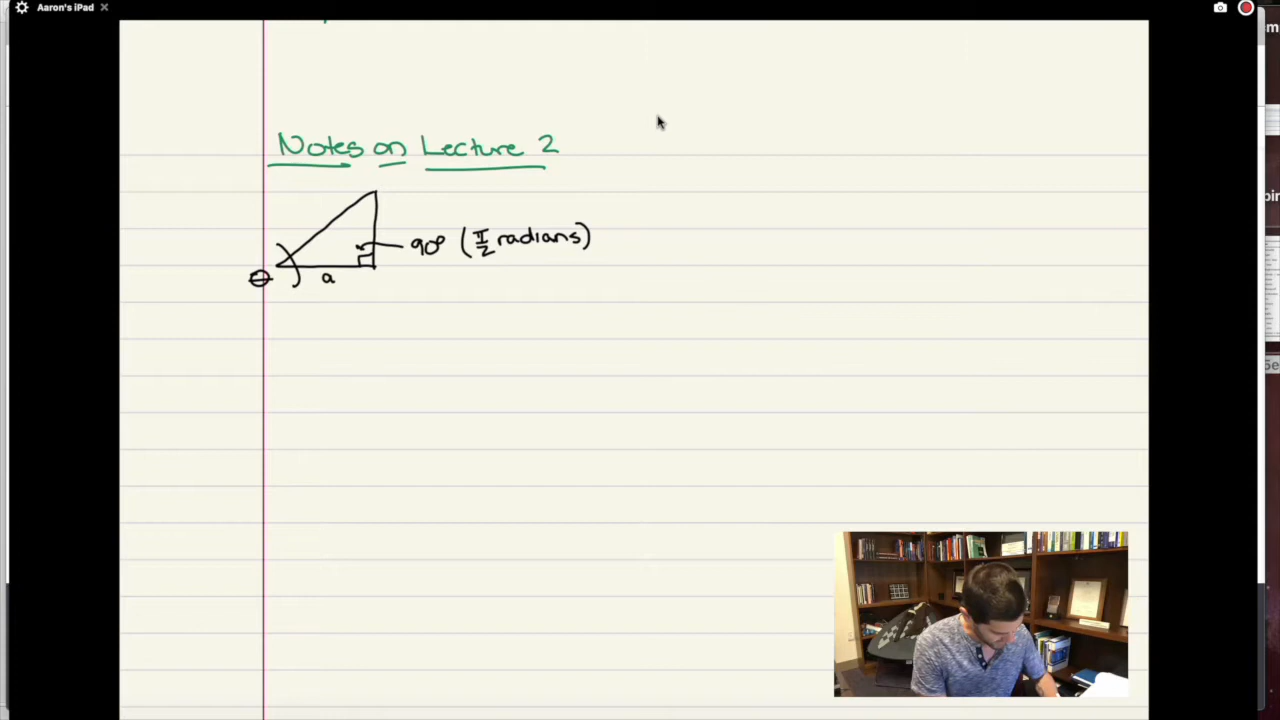 Aaron's iPad
Notes on Lecture 2
90° (π/2 radians)
θ
a